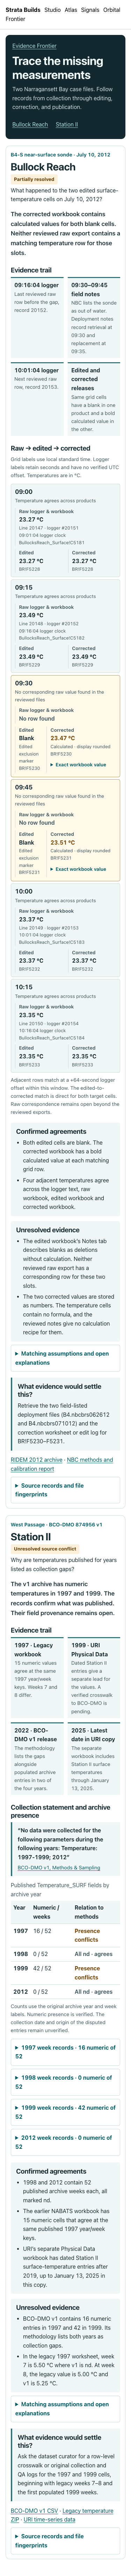 Strata Builds Studio Atlas Signals Orbital
Frontier
Evidence Frontier
Trace the missing
measurements
Two Narragansett Bay case files. Follow
records from collection through editing,
correction, and publication.
Bullock Reach Station II
B4-S near-surface sonde · July 10, 2012
Bullock Reach
Partially resolved
What happened to the two edited surface-
temperature cells on July 10, 2012?
The corrected workbook contains
calculated values for both blank cells.
Neither reviewed raw export contains a
matching temperature row for those
slots.
Evidence trail
09:16:04 logger
Last reviewed raw
row before the gap,
record 20152.
09:30–09:45
field notes
NBC lists the sonde
as out of water.
Deployment notes
record retrieval at
09:30 and
replacement at
09:35.
10:01:04 logger
Next reviewed raw
row, record 20153.
Edited and
corrected
releases
Same grid cells
have a blank in one
product and a bold
calculated value in
the other.
Raw → edited → corrected
Slot labels use local standard time. Logger
labels retain seconds and have no verified UTC
offset. Temperatures are in °C.
09:00
Temperature agrees across products
Raw logger & workbook
23.27 ºC
Line 20147 · logger #20151
09:01:04 logger clock
BullocksReach_Surface!C5181
Edited
23.27 ºC
BRIF5228
Corrected
23.27 ºC
BRIF5228
09:15
Temperature agrees across products
Raw logger & workbook
23.49 ºC
Line 20148 · logger #20152
09:16:04 logger clock
BullocksReach_Surface!C5182
Edited
23.49 ºC
BRIF5229
Corrected
23.49 ºC
BRIF5229
09:30
No corresponding raw value found in the
reviewed files
Raw logger & workbook
No row found
Edited
Blank
Edited
exclusion
marker
BRIF5230
Corrected
23.47 ºC
Calculated · display rounded
BRIF5230
▸ Exact workbook value
09:45
No corresponding raw value found in the
reviewed files
Raw logger & workbook
No row found
Edited
Blank
Edited
exclusion
marker
BRIF5231
Corrected
23.51 ºC
Calculated · display rounded
BRIF5231
▸ Exact workbook value
10:00
Temperature agrees across products
Raw logger & workbook
23.37 ºC
Line 20149 · logger #20153
10:01:04 logger clock
BullocksReach_Surface!C5183
Edited
23.37 ºC
BRIF5232
Corrected
23.37 ºC
BRIF5232
10:15
Temperature agrees across products
Raw logger & workbook
23.35 ºC
Line 20150 · logger #20154
10:16:04 logger clock
BullocksReach_Surface!C5184
Edited
23.35 ºC
BRIF5233
Corrected
23.35 ºC
BRIF5233
Adjacent rows match at a +64-second logger
offset within this window. The edited-to-
corrected match is direct for both target cells.
Raw correspondence remains open beyond the
reviewed exports.
Confirmed agreements
• Both edited cells are blank. The
corrected workbook has a bold
calculated value at each matching
grid row.
• Four adjacent temperatures agree
across the logger text, raw
workbook, edited workbook and
corrected workbook.
Unresolved evidence
• The edited workbook's Notes tab
describes blanks as deletions
without calculation. Neither
reviewed raw export has a
corresponding row for these two
slots.
• The two corrected values are stored
as numbers. The temperature cells
contain no formula, and the
reviewed notes give no calculation
recipe for them.
▸ Matching assumptions and open
explanations
What evidence would settle
this?
Retrieve the two field-listed
deployment files (B4.nbcbrs062812
and B4.nbcbrs071012) and the
correction worksheet or edit log for
BRIF5230–F5231.
RIDEM 2012 archive · NBC methods and
calibration report
▸ Source records and file
fingerprints
West Passage · BCO-DMO 874956 v1
Station II
Unresolved source conflict
Why are temperatures published for years
listed as collection gaps?
The v1 archive has numeric
temperatures in 1997 and 1999. The
records confirm what was published.
Their field provenance remains open.
Evidence trail
1997 · Legacy
workbook
15 numeric values
agree at the same
1997 year/week
keys. Weeks 7 and
8 differ.
1999 · URI
Physical Data
Dated Station II
entries give a
separate lead for
the values. A
verified crosswalk
to BCO-DMO is
pending.
2022 · BCO-
DMO v1 release
The methodology
lists the gaps
alongside
populated archive
entries in two of
the four years.
2025 · Latest
date in URI copy
The separate
workbook includes
Station II surface
temperatures
through January
13, 2025.
Collection statement and archive
presence
"No data were collected for the
following parameters during the
following years: Temperature:
1997-1999; 2012"
BCO-DMO v1, Methods & Sampling
Published Temperature_SURF fields by
archive year
Year Numeric / weeks Relation to methods
1997 16 / 52 Presence conflicts
1998 0 / 52 All nd · agrees
1999 42 / 52 Presence conflicts
2012 0 / 52 All nd · agrees
Counts use the original archive year and week
labels. Numeric presence is verified. The
collection date and origin of the disputed
entries remain unverified.
▸ 1997 week records · 16 numeric of
52
▸ 1998 week records · 0 numeric of
52
▸ 1999 week records · 42 numeric of
52
▸ 2012 week records · 0 numeric of
52
Confirmed agreements
• 1998 and 2012 contain 52
published archive weeks each, all
marked nd.
• The earlier NABATS workbook has
15 numeric cells that agree at the
same published 1997 year/week
keys.
• URI's separate Physical Data
workbook has dated Station II
surface-temperature entries after
2019, up to January 13, 2025 in
this copy.
Unresolved evidence
• BCO-DMO v1 contains 16 numeric
entries in 1997 and 42 in 1999. Its
methodology lists both years as
collection gaps.
• In the legacy 1997 worksheet, week
7 is 5.50 °C where v1 is nd. At week
8, the legacy value is 5.00 °C and
v1 is 5.25 °C.
▸ Matching assumptions and open
explanations
What evidence would settle
this?
Ask the dataset curator for a row-level
crosswalk or original collection and
QA logs for the 1997 and 1999 cells,
beginning with legacy weeks 7–8 and
the first populated 1999 weeks.
BCO-DMO v1 CSV · Legacy temperature
ZIP · URI time-series data
▸ Source records and file
fingerprints